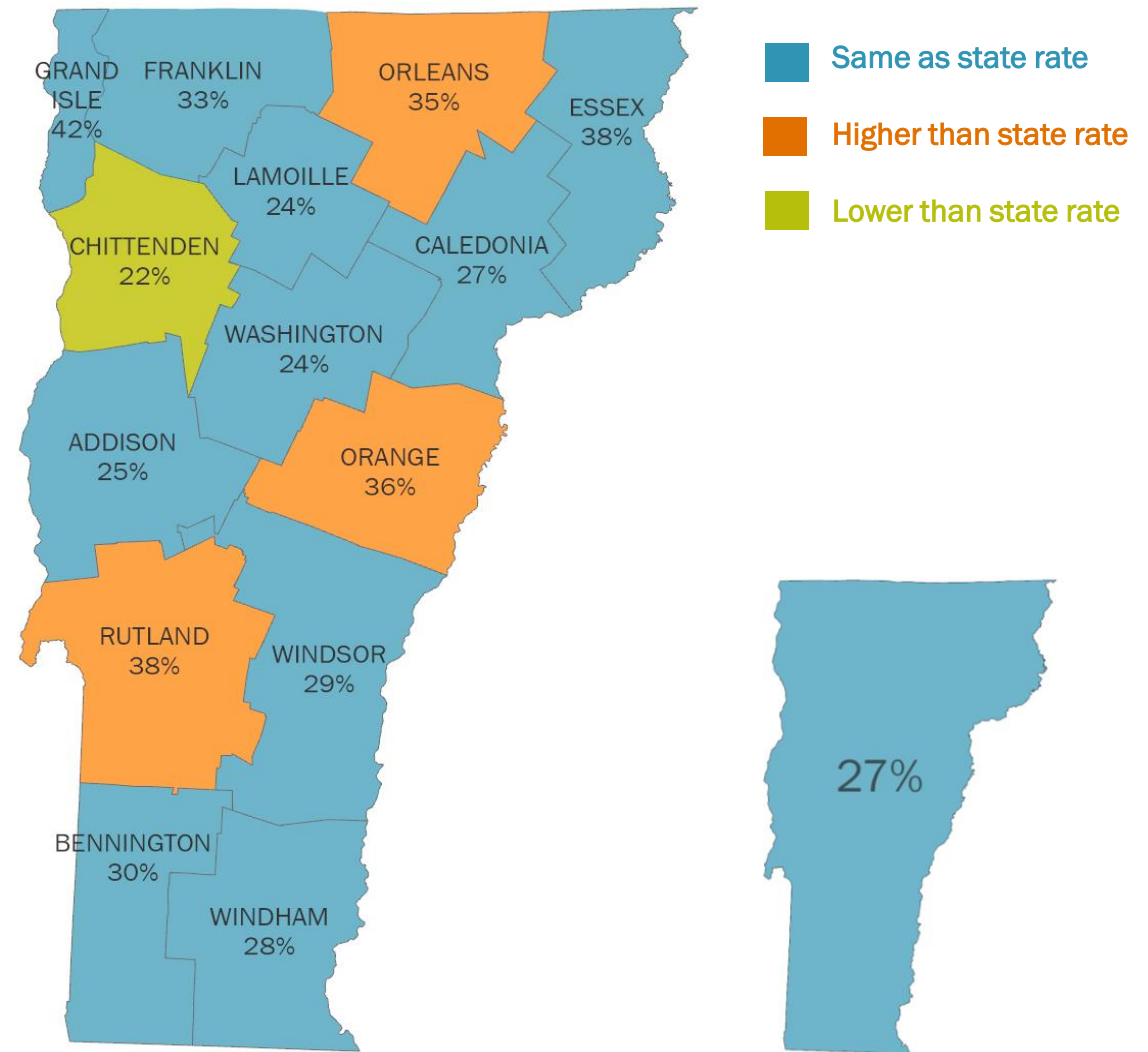 GRAND
ISLE
42%
FRANKLIN
33%
ORLEANS
35%
ESSEX
38%
LAMOILLE
24%
CHITTENDEN
22%
CALEDONIA
27%
WASHINGTON
24%
ADDISON
25%
ORANGE
36%
RUTLAND
38%
WINDSOR
29%
BENNINGTON
30%
WINDHAM
28%
Same as state rate
Higher than state rate
Lower than state rate
27%